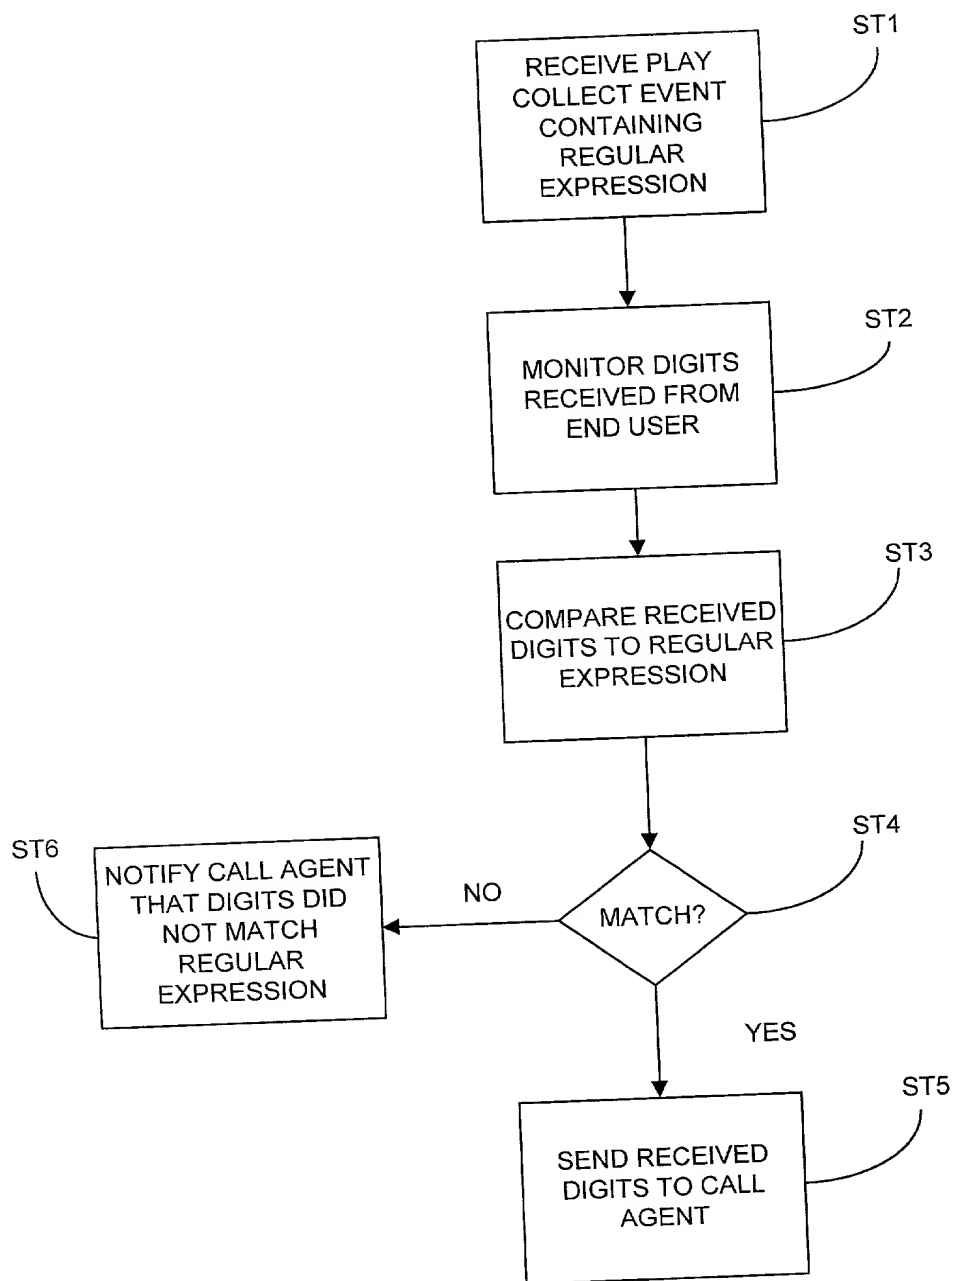 ST1
RECEIVE PLAY
COLLECT EVENT
CONTAINING
REGULAR
EXPRESSION
ST2
MONITOR DIGITS
RECEIVED FROM
END USER
ST3
COMPARE RECEIVED
DIGITS TO REGULAR
EXPRESSION
ST4
MATCH?
NO
ST6
NOTIFY CALL AGENT
THAT DIGITS DID
NOT MATCH
REGULAR
EXPRESSION
YES
ST5
SEND RECEIVED
DIGITS TO CALL
AGENT